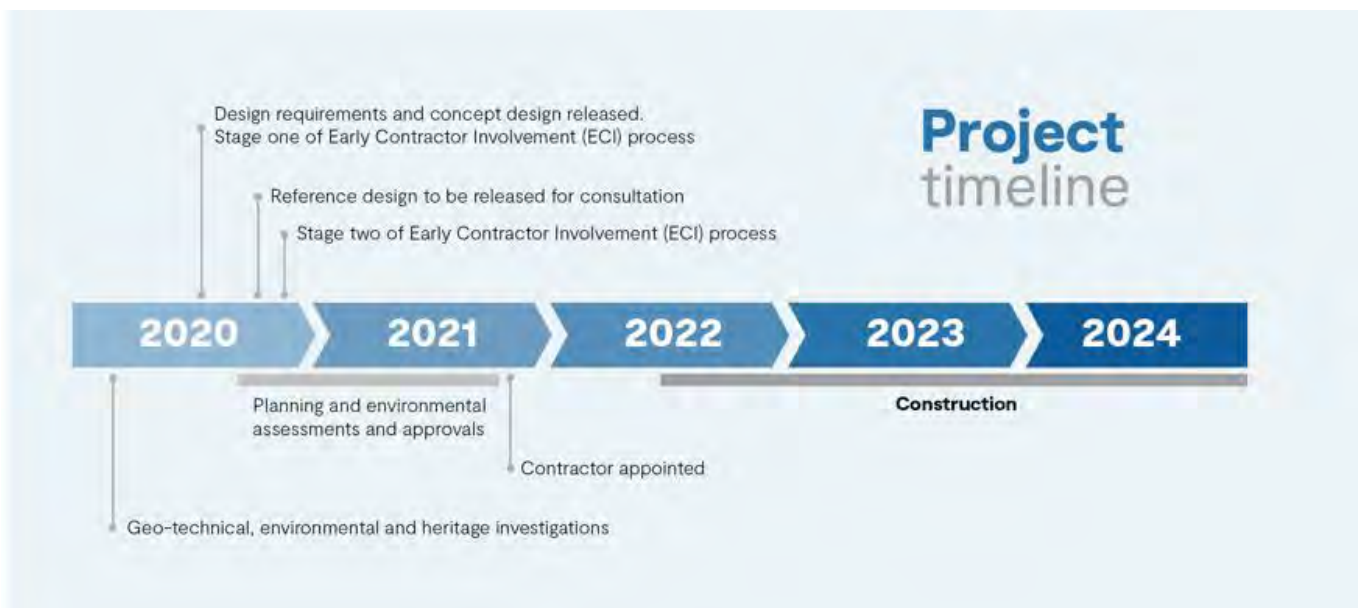 Project
timeline
Design requirements and concept design released.
Stage one of Early Contractor Involvement (ECI) process
Reference design to be released for consultation
Stage two of Early Contractor Involvement (ECI) process
2020
2021
2022
2023
2024
Planning and environmental
assessments and approvals
Construction
Contractor appointed
Geo-technical, environmental and heritage investigations